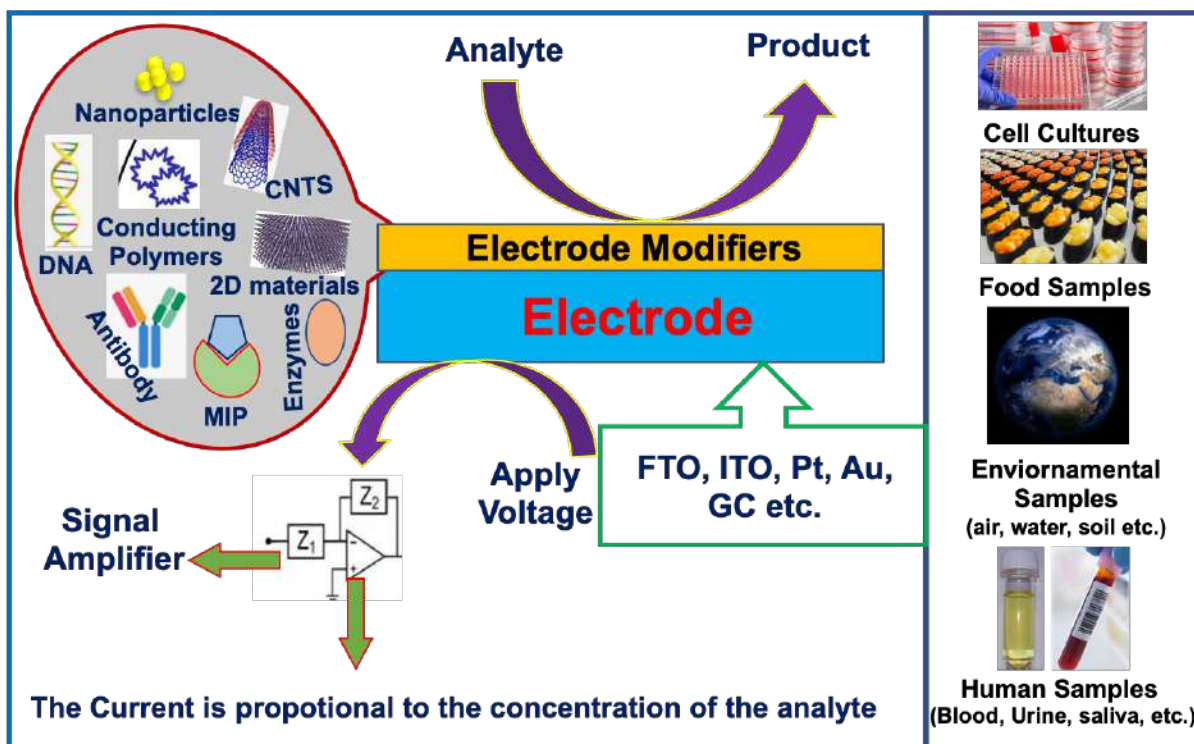 Analyte
Product
Nanoparticles
CNTS
DNA
Conducting
Polymers
2D materials
Antibody
MIP
Enzymes
Electrode Modifiers
Electrode
Apply
Voltage
FTO, ITO, Pt, Au,
GC etc.
Signal
Amplifier
Z1
Z2
-
+
The Current is propotional to the concentration of the analyte
Cell Cultures
Food Samples
Enviornamental
Samples
(air, water, soil etc.)
Human Samples
(Blood, Urine, saliva, etc.)